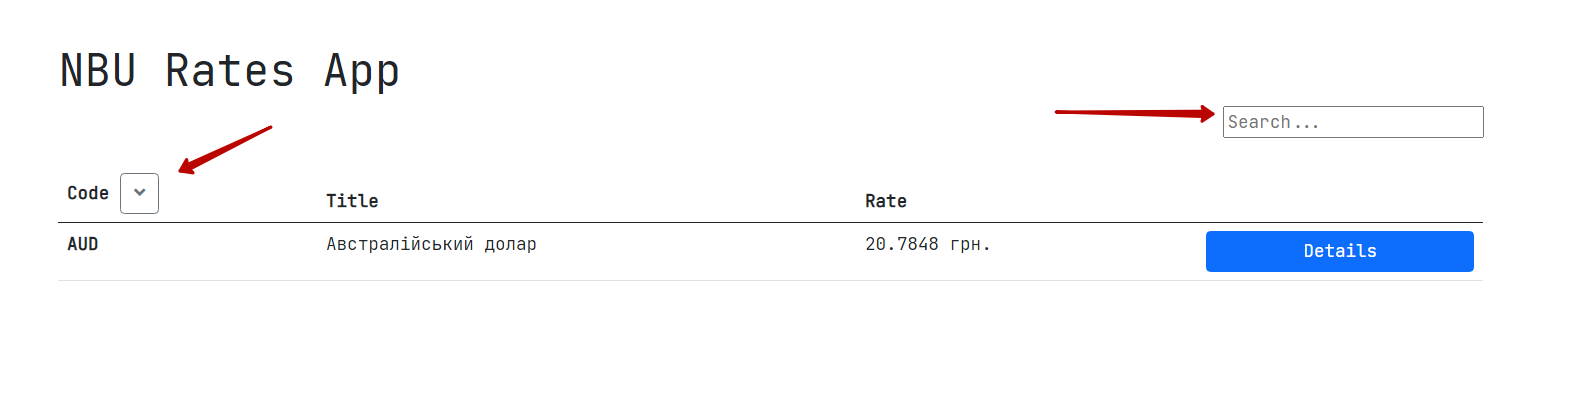 NBU Rates App
Search...
Code Title Rate
AUD Австралійський долар 20.7848 грн. Details